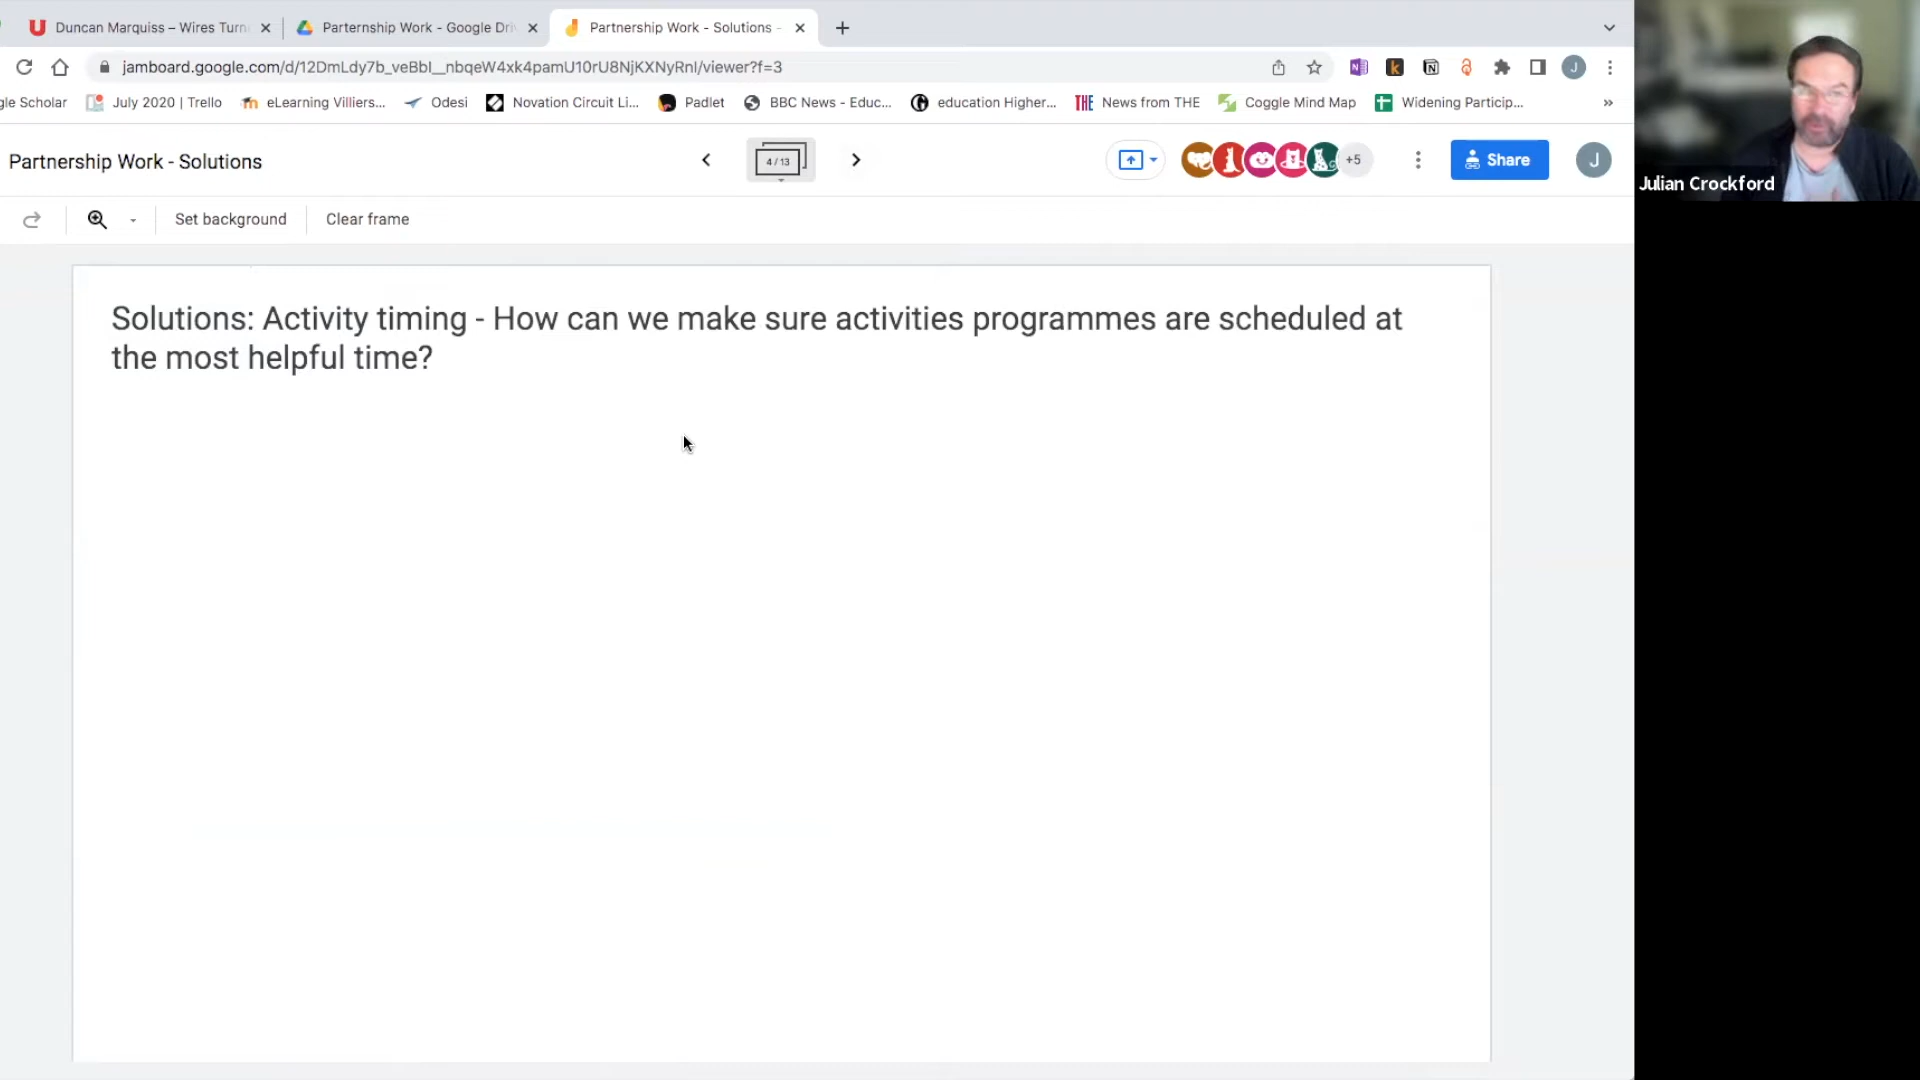 Duncan Marquiss – Wires Turn
Parternship Work - Google Dri
Partnership Work - Solutions -
jamboard.google.com/d/12DmLdy7b_veBbI__nbqeW4xk4pamU10rU8NjKXNyRnI/viewer?f=3
J
gle Scholar
July 2020 | Trello
eLearning Villiers...
Odesi
Novation Circuit Li...
Padlet
BBC News - Educ...
education Higher...
THE News from THE
Coggle Mind Map
Widening Particip...
Partnership Work - Solutions
4 / 13
+5
Share
J
Set background
Clear frame
Julian Crockford
Solutions: Activity timing - How can we make sure activities programmes are scheduled at
the most helpful time?